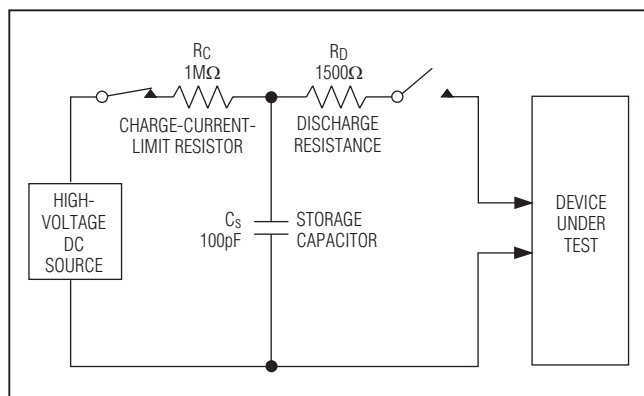 RC
1MΩ
CHARGE-CURRENT-
LIMIT RESISTOR
RD
1500Ω
DISCHARGE
RESISTANCE
HIGH-
VOLTAGE
DC
SOURCE
CS
100pF
STORAGE
CAPACITOR
DEVICE
UNDER
TEST